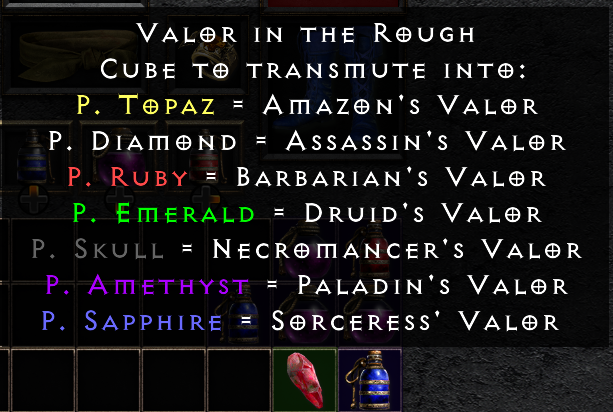 Valor in the Rough
Cube to transmute into:
P. Topaz = Amazon's Valor
P. Diamond = Assassin's Valor
P. Ruby = Barbarian's Valor
P. Emerald = Druid's Valor
P. Skull = Necromancer's Valor
P. Amethyst = Paladin's Valor
P. Sapphire = Sorceress' Valor